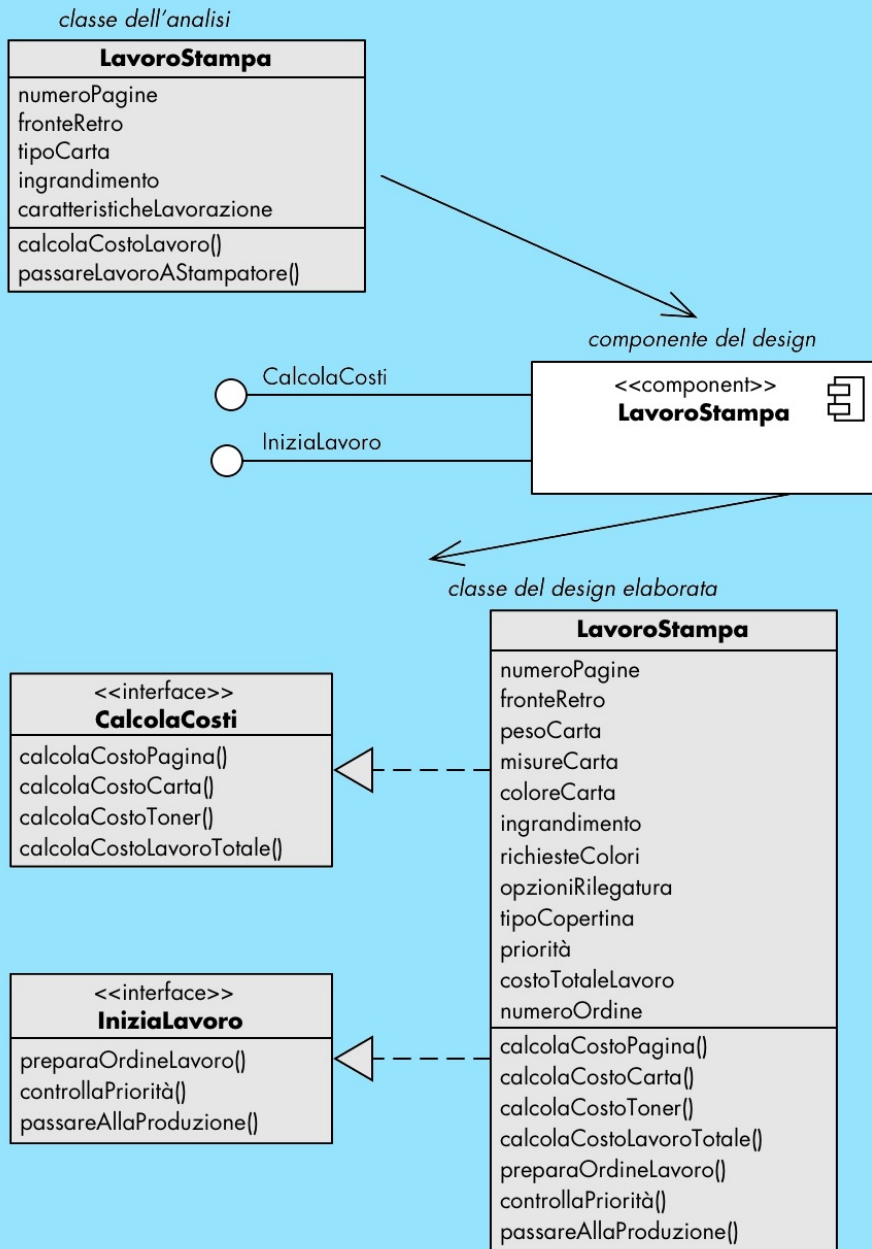 classe dell'analisi
LavoroStampa
numeroPagine
fronteRetro
tipoCarta
ingrandimento
caratteristicheLavorazione
calcolaCostoLavoro()
passareLavoroAStampatore()
componente del design
<<component>>
LavoroStampa
CalcolaCosti
IniziaLavoro
classe del design elaborata
LavoroStampa
numeroPagine
fronteRetro
pesoCarta
misureCarta
coloreCarta
ingrandimento
richiesteColori
opzioniRilegatura
tipoCopertina
priorità
costoTotaleLavoro
numeroOrdine
calcolaCostoPagina()
calcolaCostoCarta()
calcolaCostoToner()
calcolaCostoLavoroTotale()
preparaOrdineLavoro()
controllaPriorità()
passareAllaProduzione()
<<interface>>
CalcolaCosti
calcolaCostoPagina()
calcolaCostoCarta()
calcolaCostoToner()
calcolaCostoLavoroTotale()
<<interface>>
IniziaLavoro
preparaOrdineLavoro()
controllaPriorità()
passareAllaProduzione()